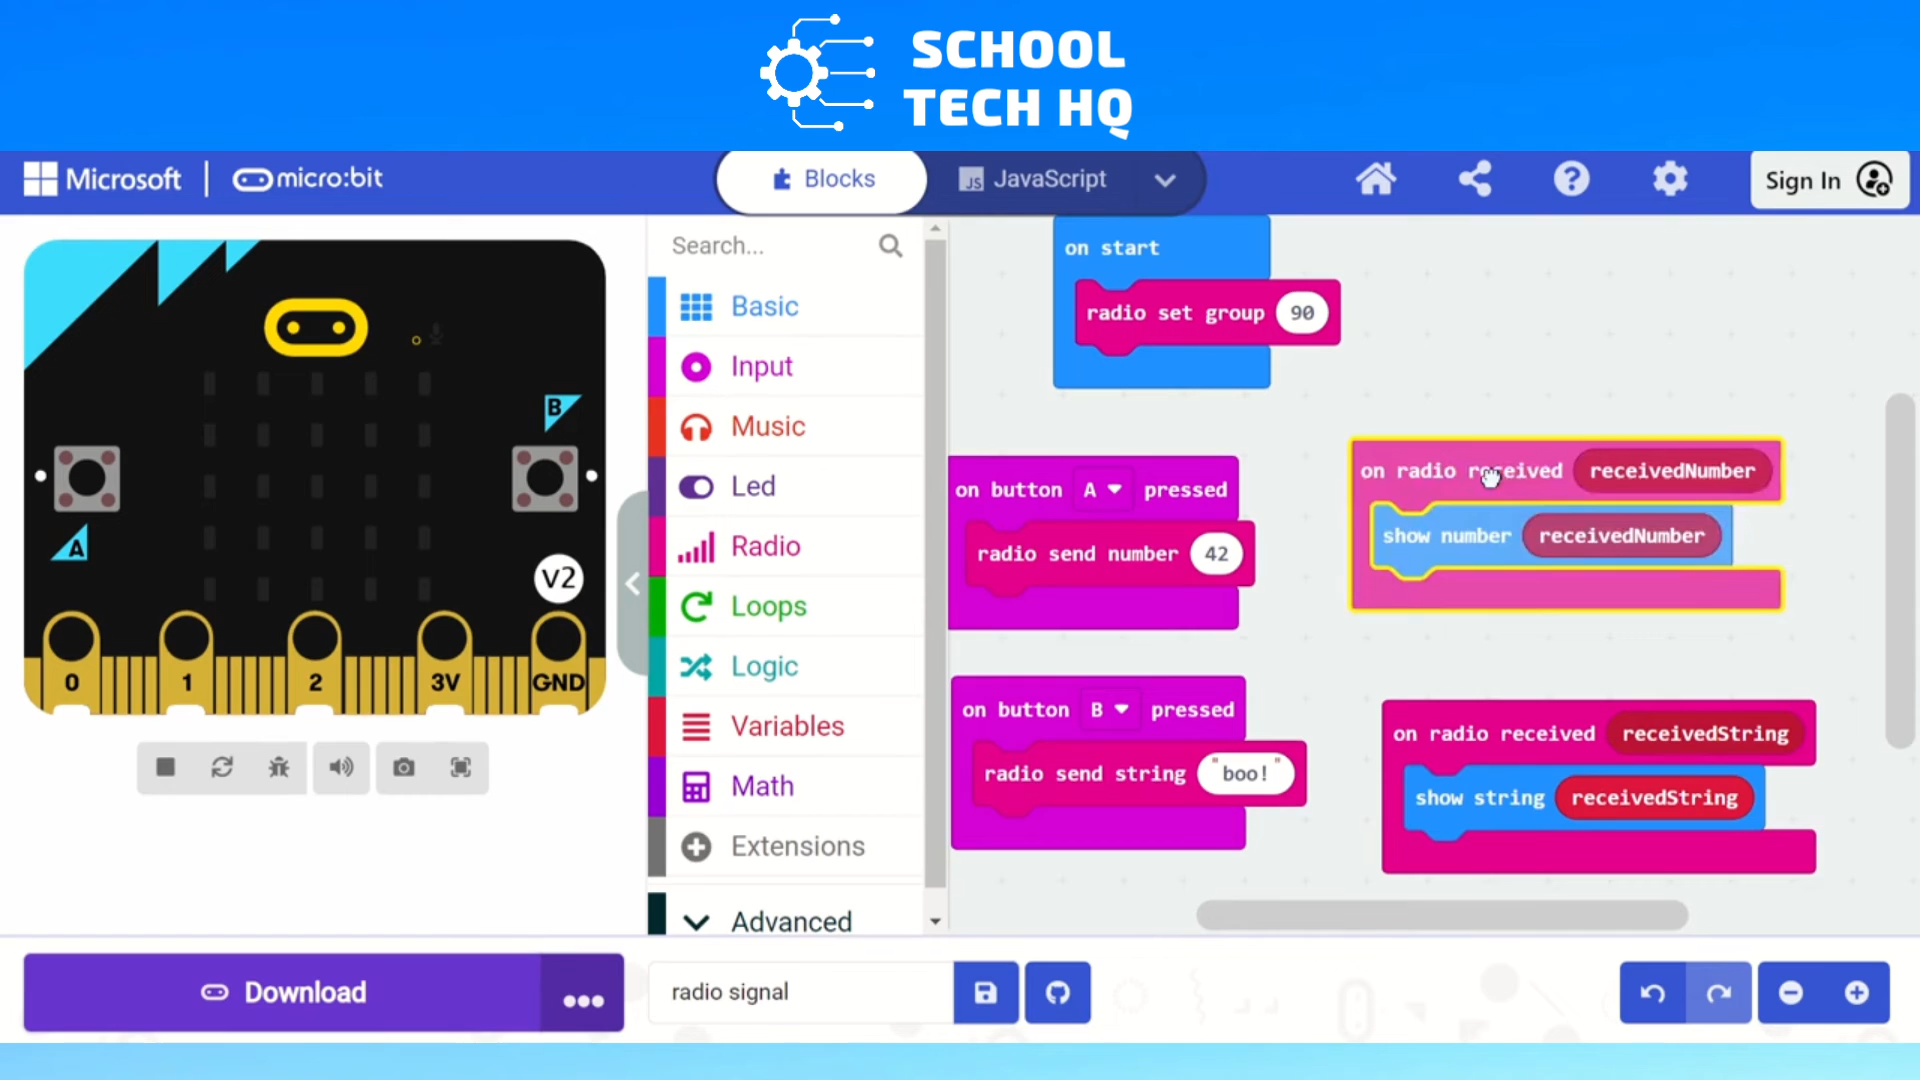 SCHOOL
TECH HQ
Microsoft
micro:bit
Blocks
JS JavaScript
Sign In
B
A
V2
0 1 2 3V GND
Search...
Basic
Input
Music
Led
Radio
Loops
Logic
Variables
Math
Extensions
Advanced
on start
radio set group 90
on button A pressed
radio send number 42
on radio received receivedNumber
show number receivedNumber
on button B pressed
radio send string "boo!"
on radio received receivedString
show string receivedString
Download
radio signal